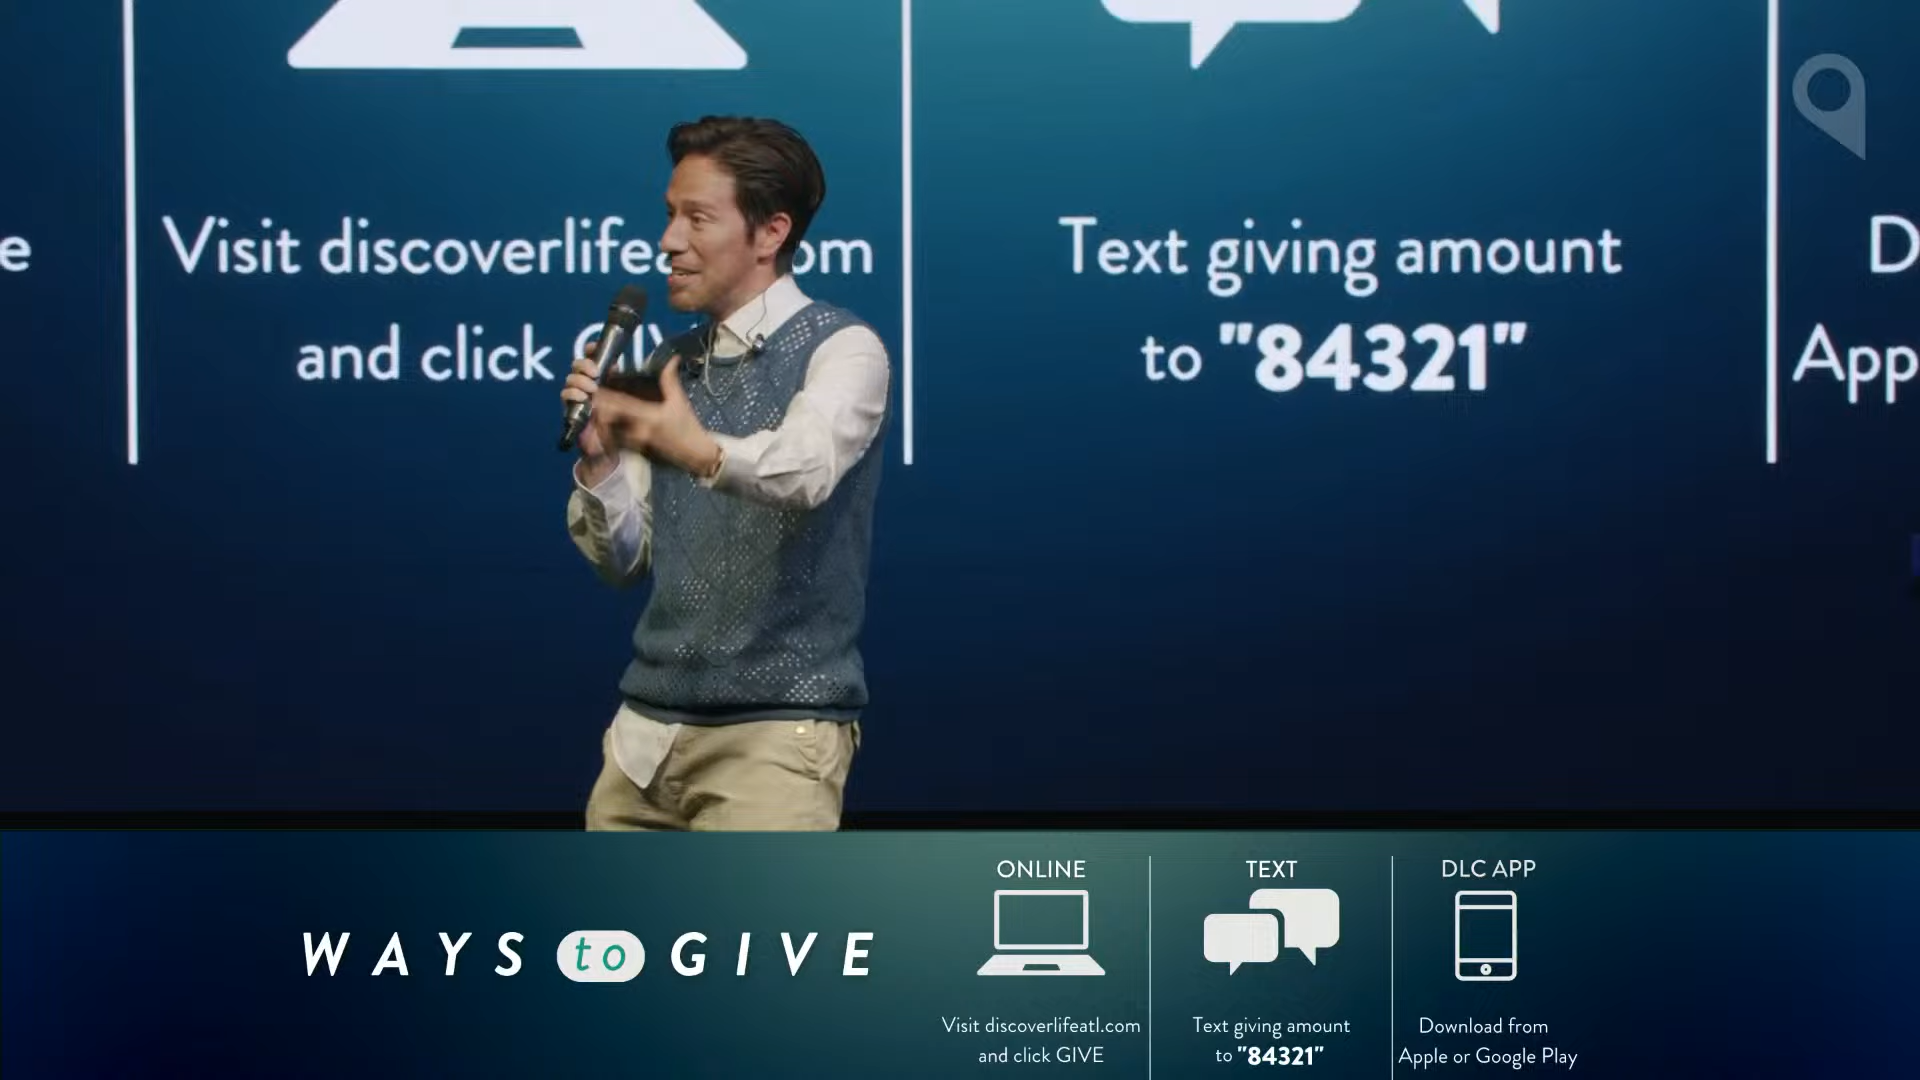 Visit discoverlife
om
and click
Text giving amount
to "84321"
App
WAYS to GIVE
ONLINE
Visit discoverlifeatl.com
and click GIVE
TEXT
Text giving amount
to "84321"
DLC APP
Download from
Apple or Google Play